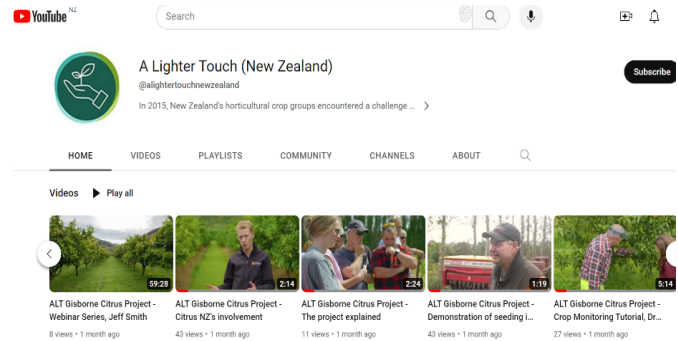 YouTube NZ
Search
A Lighter Touch (New Zealand)
@alightertouchnewzealand
In 2015, New Zealand's horticultural crop groups encountered a challenge ...
Subscribe
HOME VIDEOS PLAYLISTS COMMUNITY CHANNELS ABOUT
Videos Play all
59:28 2:14 2:24 1:19 5:14
ALT Gisborne Citrus Project - Webinar Series, Jeff Smith
8 views • 1 month ago
ALT Gisborne Citrus Project - Citrus NZ's involvement
43 views • 1 month ago
ALT Gisborne Citrus Project - The project explained
11 views • 1 month ago
ALT Gisborne Citrus Project - Demonstration of seeding i...
43 views • 1 month ago
ALT Gisborne Citrus Project - Crop Monitoring Tutorial, Dr...
27 views • 1 month ago